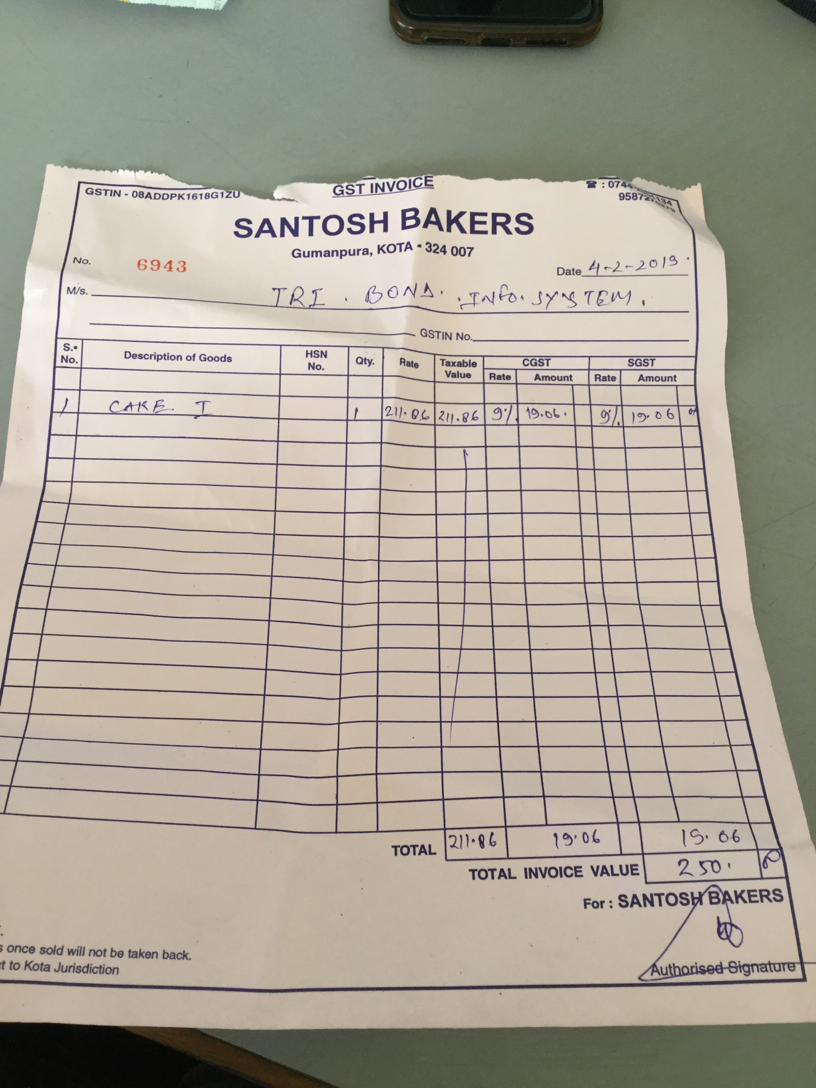 GSTIN - 08ADDPK1618G1ZU
GST INVOICE
☎ : 0744
SANTOSH BAKERS
Gumanpura, KOTA - 324 007
No. 6943
Date 4-2-2019
M/s. TRI. BOND. INFO. SYSTEM.
GSTIN No.
S. No. Description of Goods HSN No. Qty. Rate Taxable Value CGST SGST
Rate Amount Rate Amount
1 CAKE I 1 211.86 211.86 9% 19.06. 9% 19.06
TOTAL 211.86 19.06 19.06
TOTAL INVOICE VALUE 250.
For : SANTOSH BAKERS
once sold will not be taken back.
to Kota Jurisdiction
Authorised Signature